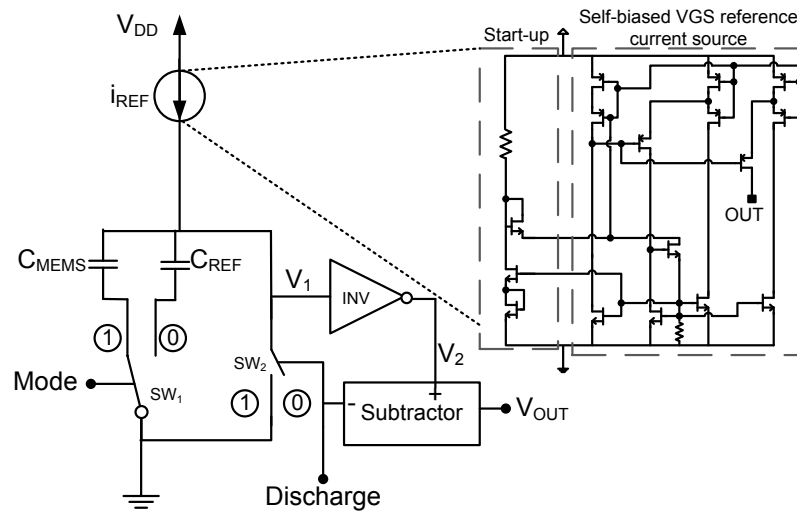 Self-biased VGS reference
current source
Start-up
VDD
iREF
OUT
CMEMS
CREF
V1
INV
V2
1
0
SW2
Mode
SW1
1
0
-
+
Subtractor
VOUT
Discharge